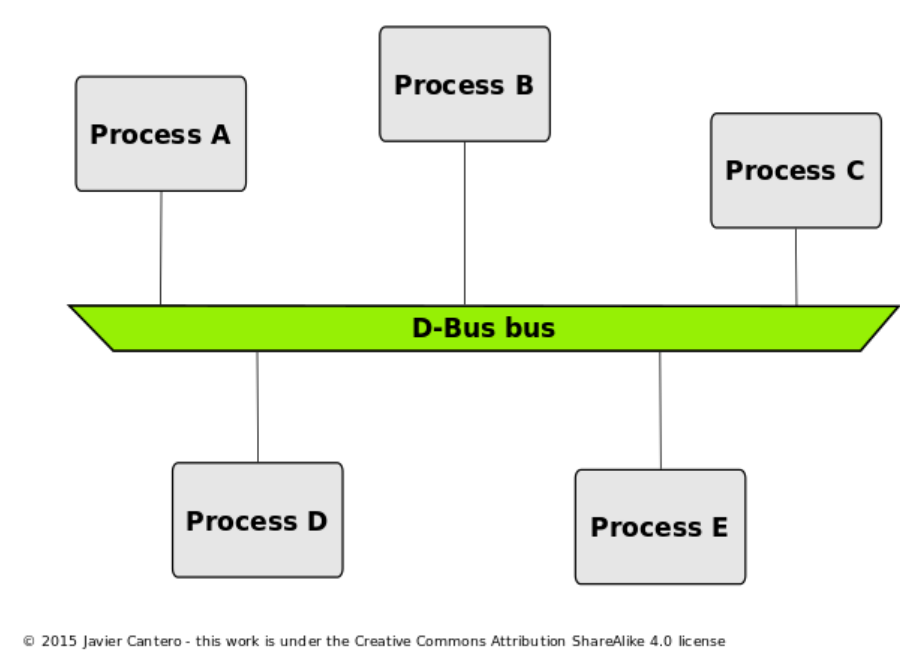 Process B
Process A
Process C
D-Bus bus
Process D
Process E
© 2015 Javier Cantero - this work is under the Creative Commons Attribution ShareAlike 4.0 license